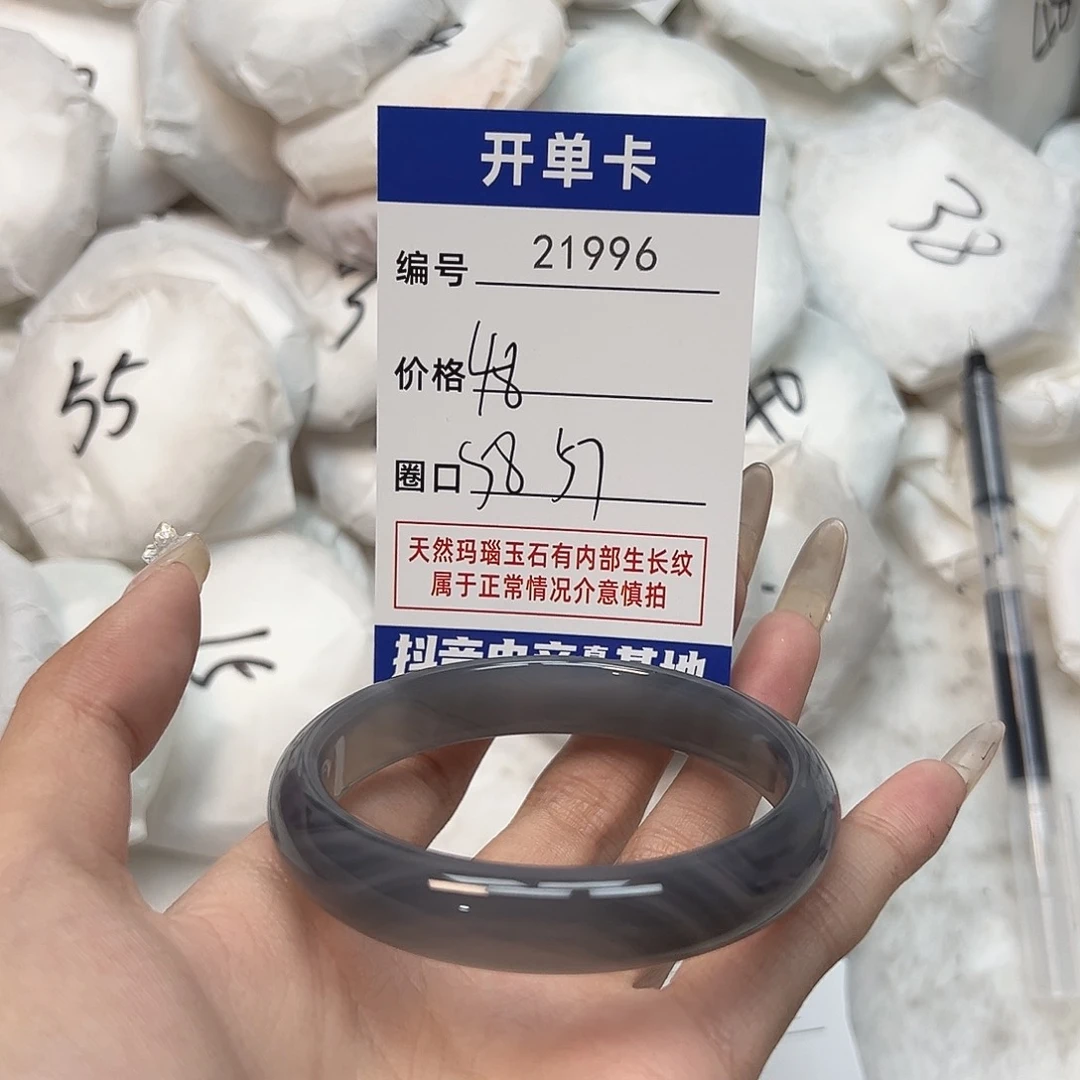 开单卡
编号 21996
价格 48
圈口 58 57
天然玛瑙玉石有内部生长纹
属于正常情况介意慎拍
38
55